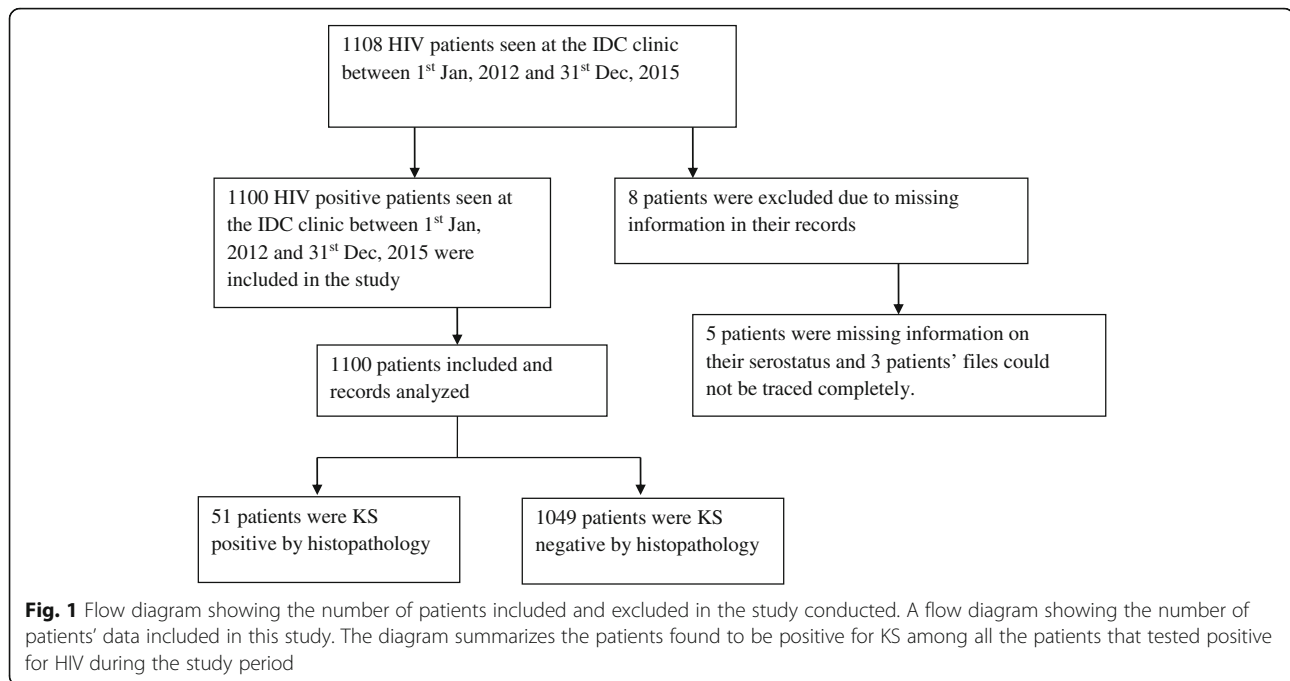 1108 HIV patients seen at the IDC clinic
between 1st Jan, 2012 and 31st Dec, 2015
1100 HIV positive patients seen at
the IDC clinic between 1st Jan,
2012 and 31st Dec, 2015 were
included in the study
8 patients were excluded due to missing
information in their records
5 patients were missing information on
their serostatus and 3 patients’ files could
not be traced completely.
1100 patients included and
records analyzed
51 patients were KS
positive by histopathology
1049 patients were KS
negative by histopathology
Fig. 1 Flow diagram showing the number of patients included and excluded in the study conducted. A flow diagram showing the number of
patients’ data included in this study. The diagram summarizes the patients found to be positive for KS among all the patients that tested positive
for HIV during the study period